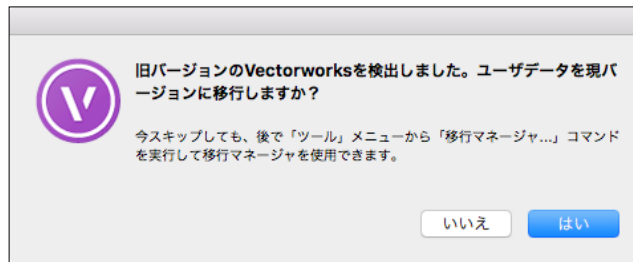 旧バージョンのVectorworksを検出しました。ユーザデータを現バ
ージョンに移行しますか？
今スキップしても、後で「ツール」メニューから「移行マネージャ...」コマンド
を実行して移行マネージャを使用できます。
いいえ
はい